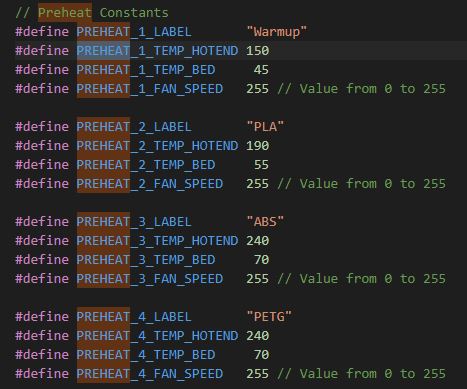 // Preheat Constants
#define PREHEAT_1_LABEL       "Warmup"
#define PREHEAT_1_TEMP_HOTEND 150
#define PREHEAT_1_TEMP_BED     45
#define PREHEAT_1_FAN_SPEED   255 // Value from 0 to 255

#define PREHEAT_2_LABEL       "PLA"
#define PREHEAT_2_TEMP_HOTEND 190
#define PREHEAT_2_TEMP_BED     55
#define PREHEAT_2_FAN_SPEED   255 // Value from 0 to 255

#define PREHEAT_3_LABEL       "ABS"
#define PREHEAT_3_TEMP_HOTEND 240
#define PREHEAT_3_TEMP_BED     70
#define PREHEAT_3_FAN_SPEED   255 // Value from 0 to 255

#define PREHEAT_4_LABEL       "PETG"
#define PREHEAT_4_TEMP_HOTEND 240
#define PREHEAT_4_TEMP_BED     70
#define PREHEAT_4_FAN_SPEED   255 // Value from 0 to 255